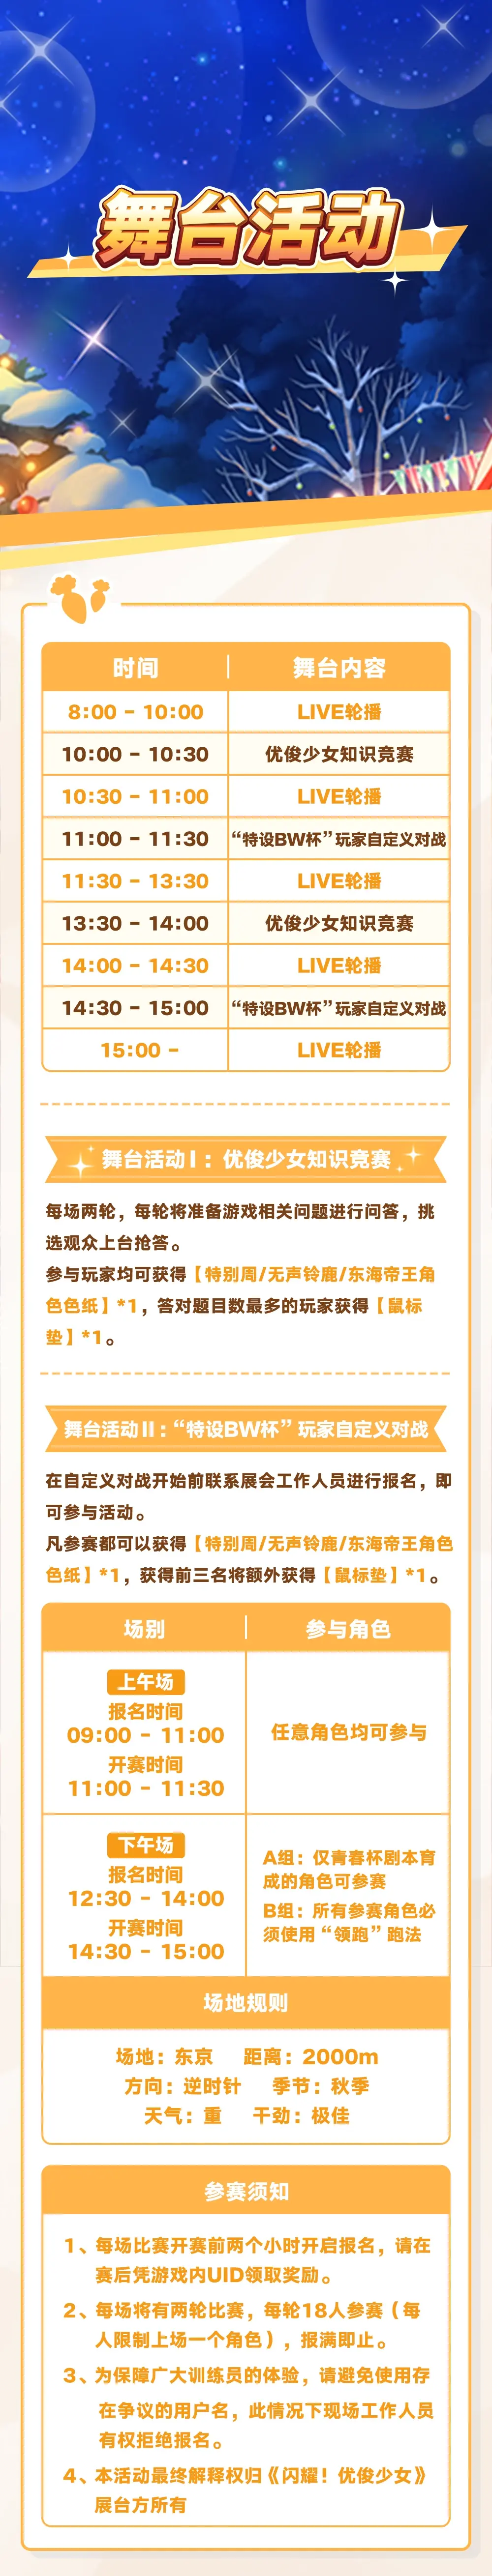 舞台活动
时间 舞台内容
8:00 - 10:00 LIVE轮播
10:00 - 10:30 优俊少女知识竞赛
10:30 - 11:00 LIVE轮播
11:00 - 11:30 “特设BW杯”玩家自定义对战
11:30 - 13:30 LIVE轮播
13:30 - 14:00 优俊少女知识竞赛
14:00 - 14:30 LIVE轮播
14:30 - 15:00 “特设BW杯”玩家自定义对战
15:00 - LIVE轮播
舞台活动 I：优俊少女知识竞赛
每场两轮，每轮将准备游戏相关问题进行问答，挑
选观众上台抢答。
参与玩家均可获得【特别周/无声铃鹿/东海帝王角
色色纸】*1，答对题目数最多的玩家获得【鼠标
垫】*1。
舞台活动 II：“特设BW杯”玩家自定义对战
在自定义对战开始前联系展会工作人员进行报名，即
可参与活动。
凡参赛都可以获得【特别周/无声铃鹿/东海帝王角色
色纸】*1，获得前三名将额外获得【鼠标垫】*1。
场别 参与角色
上午场
报名时间
09:00 - 11:00
开赛时间
11:00 - 11:30
任意角色均可参与
下午场
报名时间
12:30 - 14:00
开赛时间
14:30 - 15:00
A组：仅青春杯剧本育
成的角色可参赛
B组：所有参赛角色必
须使用“领跑”跑法
场地规则
场地：东京 距离：2000m
方向：逆时针 季节：秋季
天气：重 干劲：极佳
参赛须知
1、每场比赛开赛前两个小时开启报名，请在
赛后凭游戏内UID领取奖励。
2、每场将有两轮比赛，每轮18人参赛（每
人限制上场一个角色），报满即止。
3、为保障广大训练员的体验，请避免使用存
在争议的用户名，此情况下现场工作人员
有权拒绝报名。
4、本活动最终解释权归《闪耀！优俊少女》
展台方所有